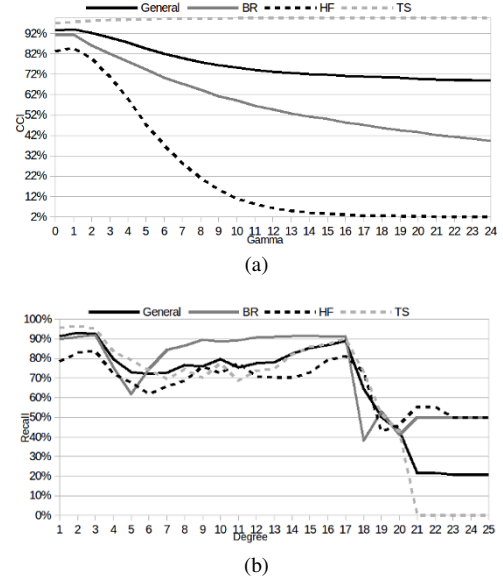 General BR HF TS
92%
82%
72%
62%
52%
42%
32%
22%
12%
2%
CCI
0 1 2 3 4 5 6 7 8 9 10 11 12 13 14 15 16 17 18 19 20 21 22 23 24
Gamma
(a)
General BR HF TS
100%
90%
80%
70%
60%
50%
40%
30%
20%
10%
0%
Recall
1 2 3 4 5 6 7 8 9 10 11 12 13 14 15 16 17 18 19 20 21 22 23 24 25
Degree
(b)